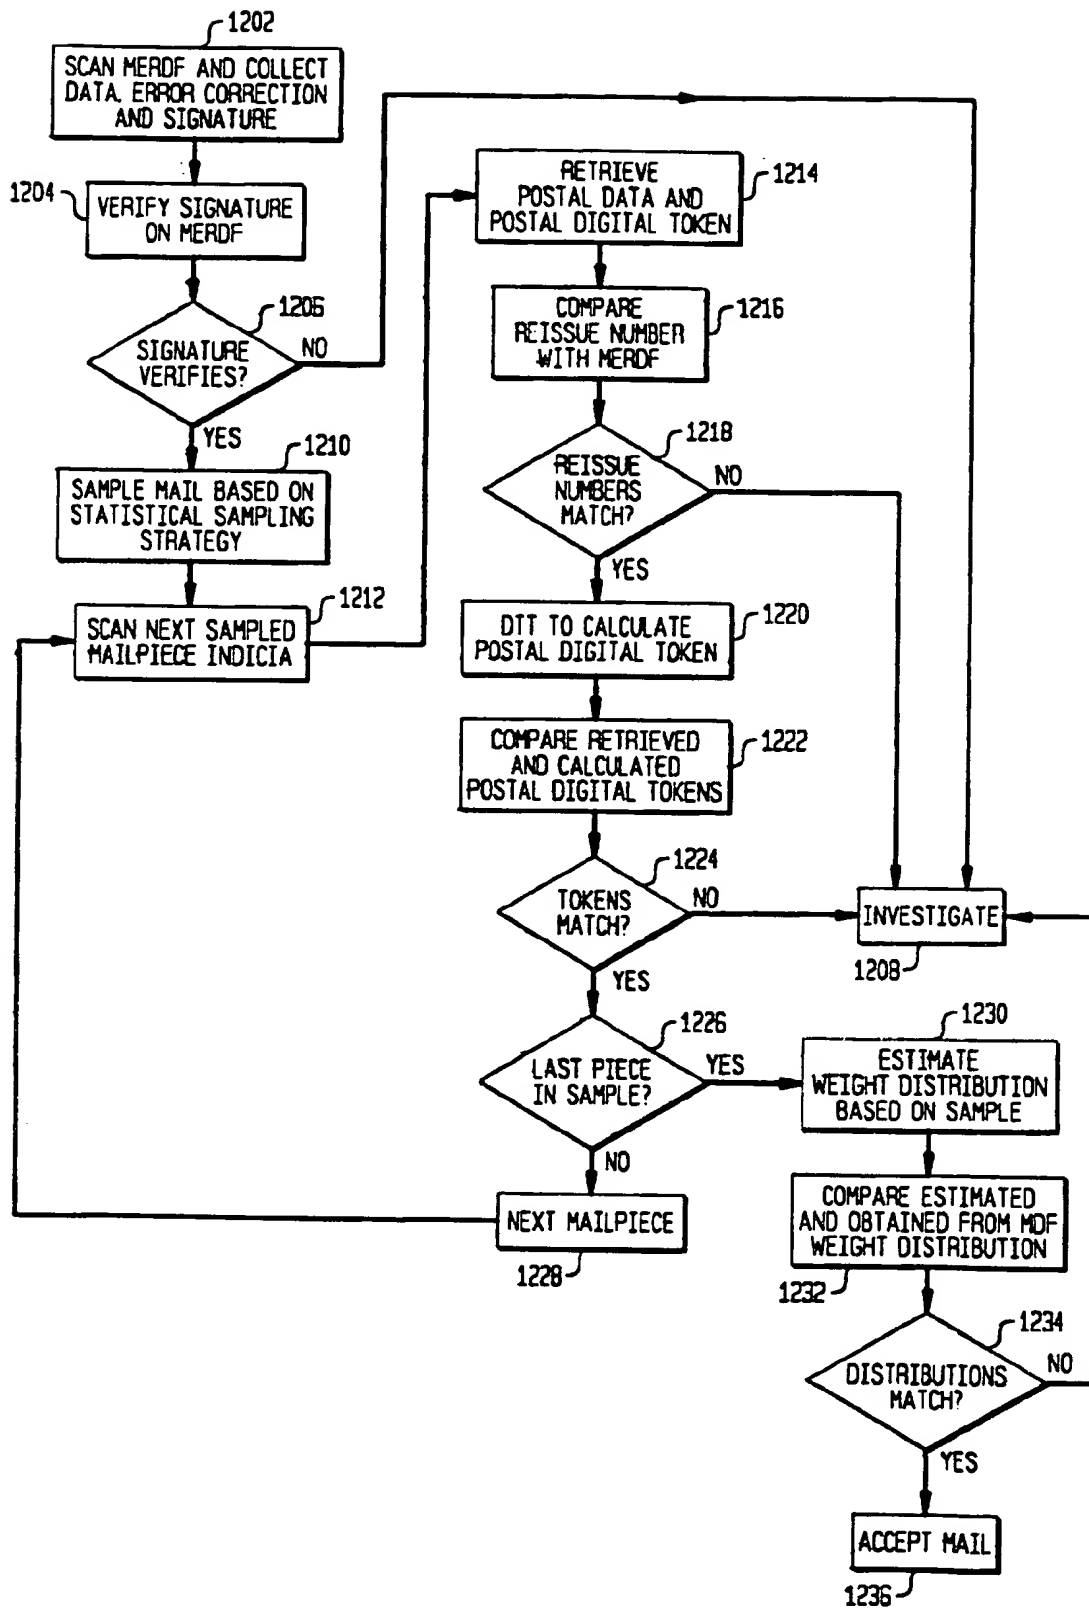 1202
SCAN MERDF AND COLLECT
DATA, ERROR CORRECTION
AND SIGNATURE
1204
VERIFY SIGNATURE
ON MERDF
1206
SIGNATURE
VERIFIES?
NO
YES
1210
SAMPLE MAIL BASED ON
STATISTICAL SAMPLING
STRATEGY
1212
SCAN NEXT SAMPLED
MAILPIECE INDICIA
RETRIEVE
POSTAL DATA AND
POSTAL DIGITAL TOKEN
1214
COMPARE
REISSUE NUMBER
WITH MERDF
1216
1218
REISSUE
NUMBERS
MATCH?
NO
YES
DTT TO CALCULATE
POSTAL DIGITAL TOKEN
1220
COMPARE RETRIEVED
AND CALCULATED
POSTAL DIGITAL TOKENS
1222
1224
TOKENS
MATCH?
NO
YES
INVESTIGATE
1208
1226
LAST PIECE
IN SAMPLE?
YES
NO
NEXT MAILPIECE
1228
1230
ESTIMATE
WEIGHT DISTRIBUTION
BASED ON SAMPLE
COMPARE ESTIMATED
AND OBTAINED FROM MDF
WEIGHT DISTRIBUTION
1232
1234
DISTRIBUTIONS
MATCH?
NO
YES
ACCEPT MAIL
1236